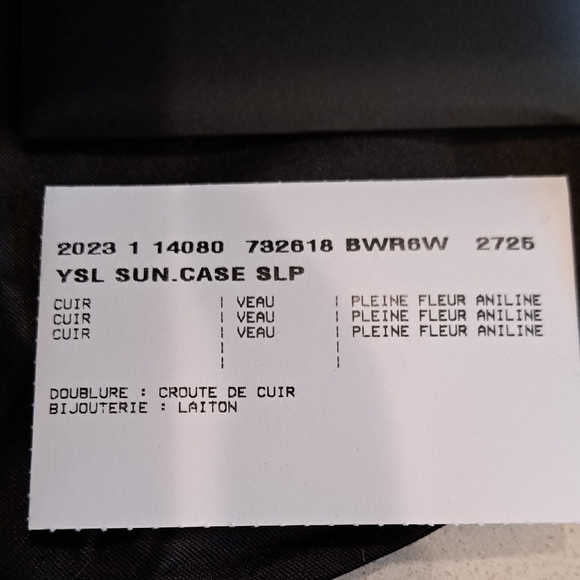 2023 1 14080 732618 BWR6W 2725
YSL SUN.CASE SLP
CUIR | VEAU | PLEINE FLEUR ANILINE
CUIR | VEAU | PLEINE FLEUR ANILINE
CUIR | VEAU | PLEINE FLEUR ANILINE
DOUBLURE : CROUTE DE CUIR
BIJOUTERIE : LAITON